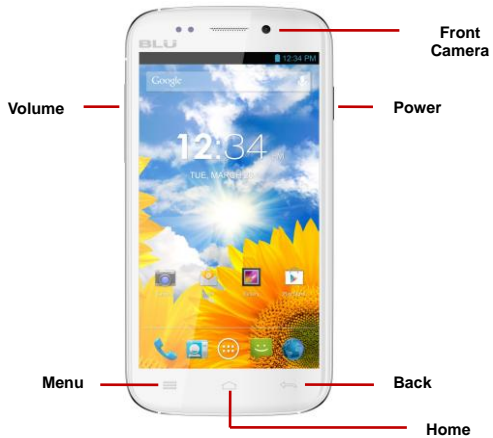 Front
Camera
BLU
12:34 PM
Google
Volume
Power
12:34
TUE, MAR
Menu
Back
Home